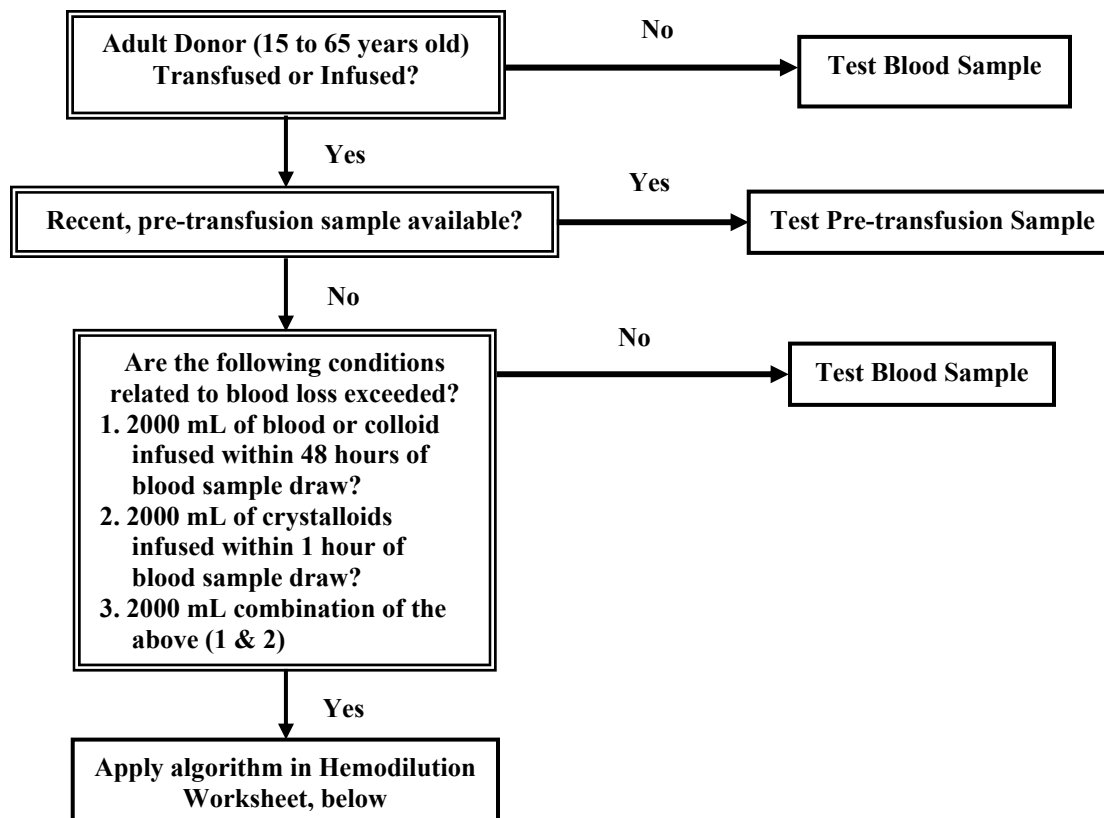 Adult Donor (15 to 65 years old)
Transfused or Infused?
No
Test Blood Sample
Yes
Recent, pre-transfusion sample available?
Yes
Test Pre-transfusion Sample
No
Are the following conditions
related to blood loss exceeded?
1. 2000 mL of blood or colloid
infused within 48 hours of
blood sample draw?
2. 2000 mL of crystalloids
infused within 1 hour of
blood sample draw?
3. 2000 mL combination of the
above (1 & 2)
No
Test Blood Sample
Yes
Apply algorithm in Hemodilution
Worksheet, below